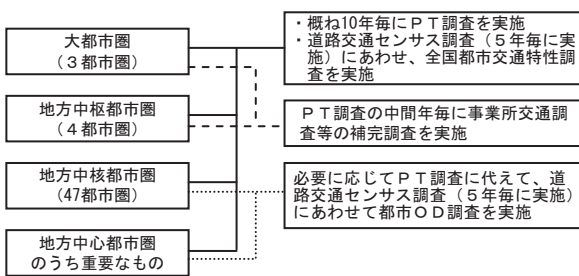 大都市圏
（３都市圏）
地方中枢都市圏
（４都市圏）
地方中核都市圏
（47都市圏）
地方中心都市圏
のうち重要なもの
・概ね10年毎にＰＴ調査を実施
・道路交通センサス調査（５年毎に実
施）にあわせ、全国都市交通特性調
査を実施
ＰＴ調査の中間年毎に事業所交通調
査等の補完調査を実施
必要に応じてＰＴ調査に代えて、道
路交通センサス調査（５年毎に実施）
にあわせて都市ＯＤ調査を実施